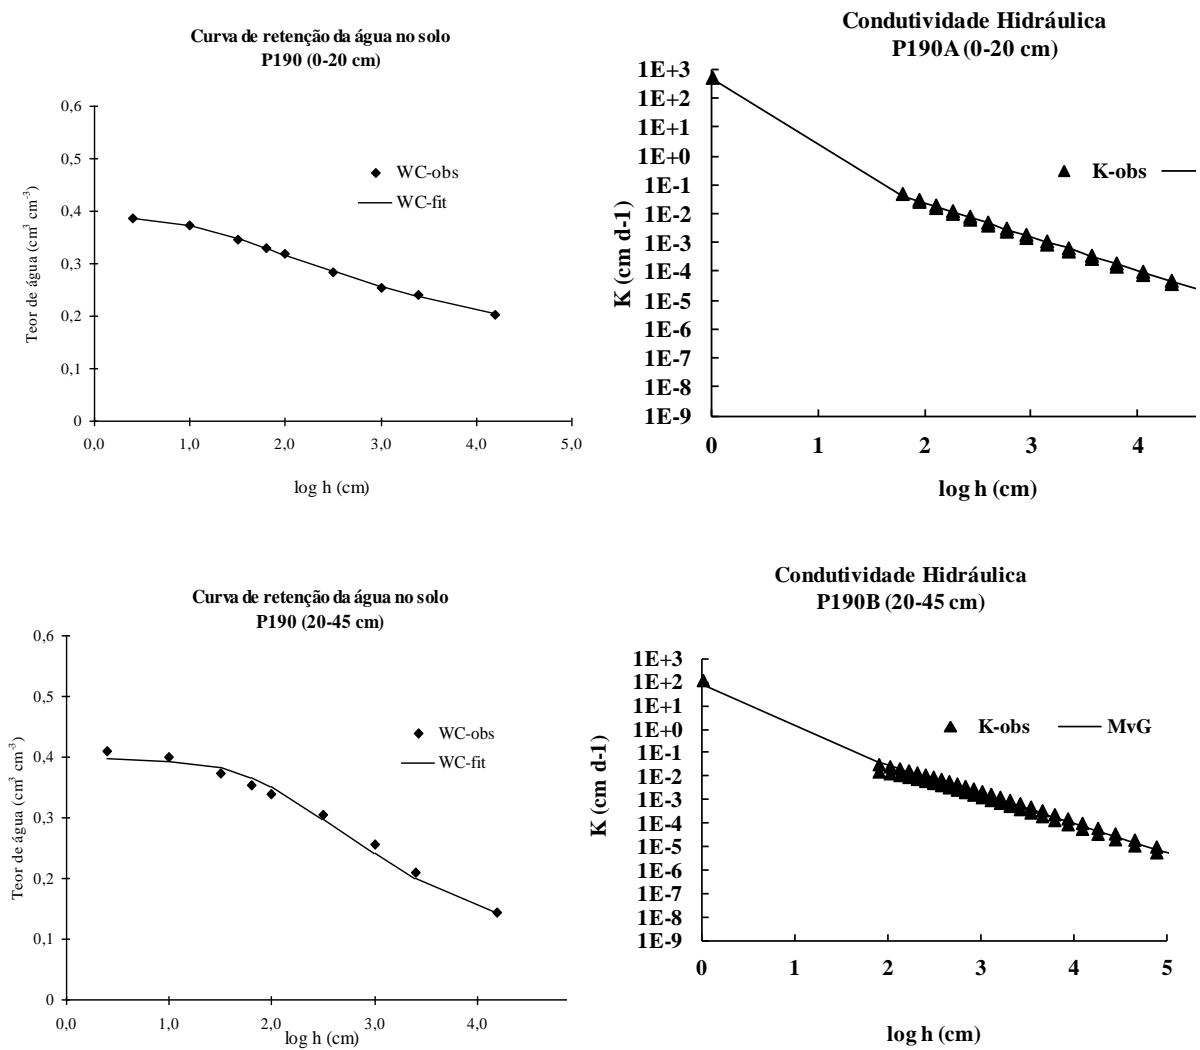 Curva de retenção da água no solo
P190 (0-20 cm)
0,6
0,5
0,4
0,3
0,2
0,1
0
Teor de água (cm³ cm⁻³)
WC-obs
WC-fit
0,0 1,0 2,0 3,0 4,0 5,0
log h (cm)
Condutividade Hidráulica
P190A (0-20 cm)
1E+3
1E+2
1E+1
1E+0
1E-1
1E-2
1E-3
1E-4
1E-5
1E-6
1E-7
1E-8
1E-9
K (cm d-1)
K-obs
0 1 2 3 4
log h (cm)
Curva de retenção da água no solo
P190 (20-45 cm)
0,6
0,5
0,4
0,3
0,2
0,1
0
Teor de água (cm³ cm⁻³)
WC-obs
WC-fit
0,0 1,0 2,0 3,0 4,0
log h (cm)
Condutividade Hidráulica
P190B (20-45 cm)
1E+3
1E+2
1E+1
1E+0
1E-1
1E-2
1E-3
1E-4
1E-5
1E-6
1E-7
1E-8
1E-9
K (cm d-1)
K-obs MvG
0 1 2 3 4 5
log h (cm)